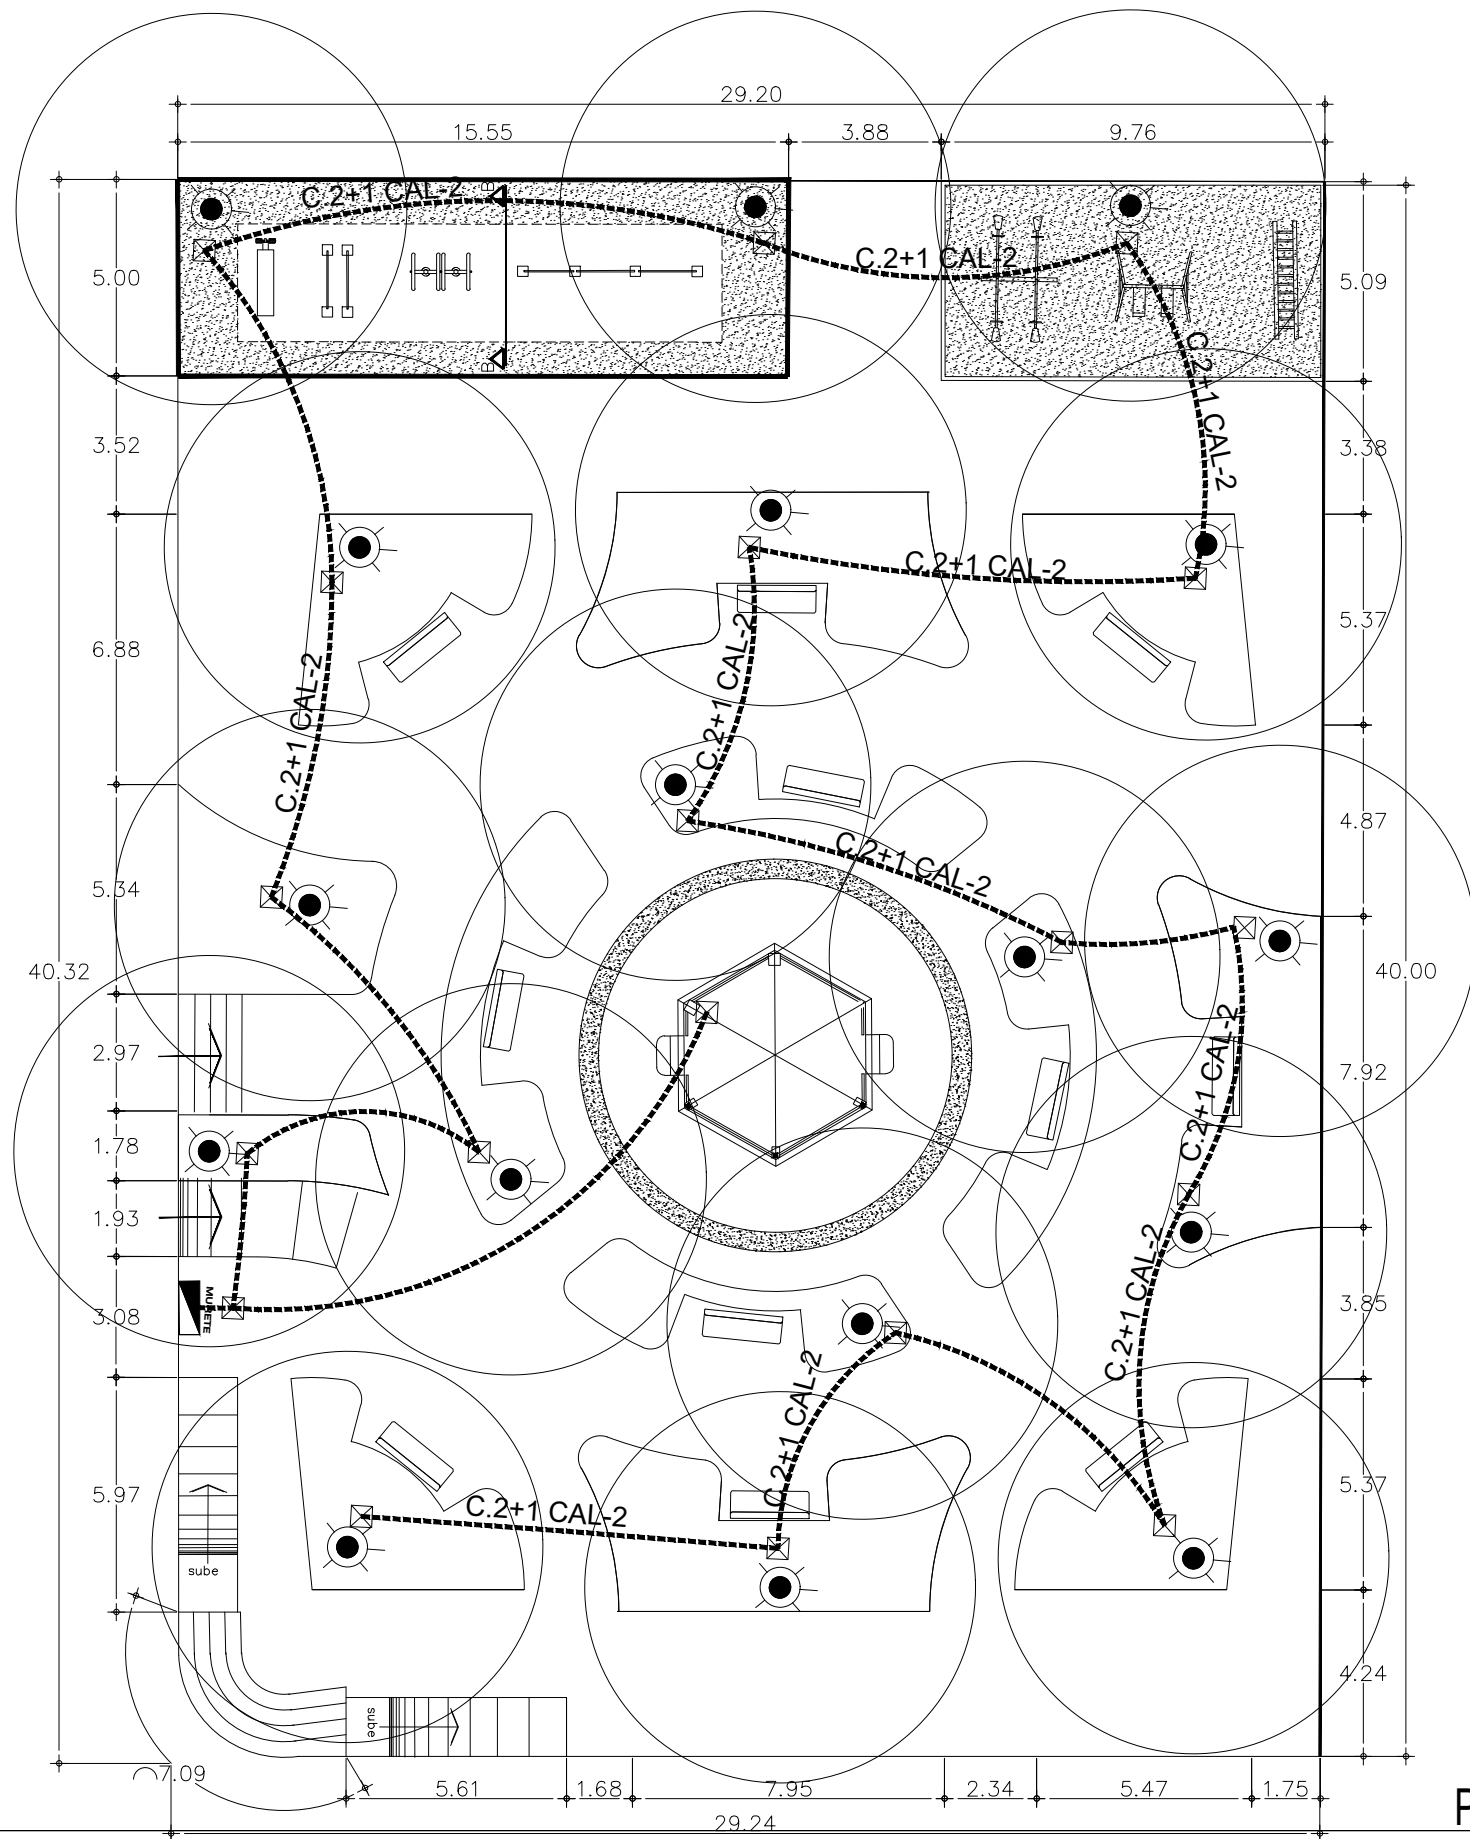 29.20
15.55
3.88
9.76
B
C.2+1 CAL-2
C.2+1 CAL-2
5.00
5.09
B
C.2+1 CAL-2
3.52
3.38
C.2+1 CAL-2
6.88
5.37
C.2+1 CAL-2
C.2+1 CAL-2
C.2+1 CAL-2
4.87
5.34
40.32
40.00
2.97
7.92
C.2+1 CAL-2
1.78
1.93
MURETE
3.08
3.85
C.2+1 CAL-2
C.2+1 CAL-2
5.97
5.37
C.2+1 CAL-2
sube
4.24
sube
7.09
5.61
1.68
7.95
2.34
5.47
1.75
29.24
P